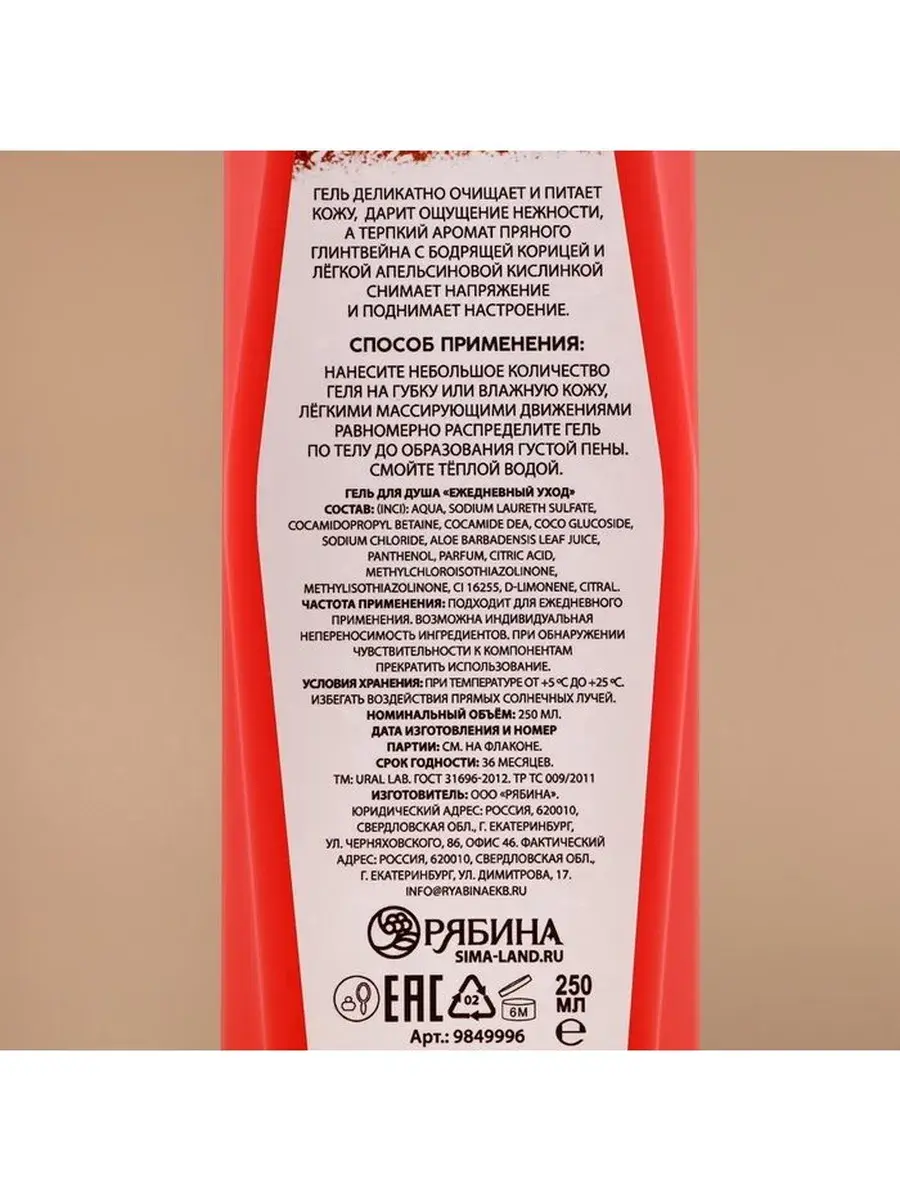 ГЕЛЬ ДЕЛИКАТНО ОЧИЩАЕТ И ПИТАЕТ
КОЖУ, ДАРИТ ОЩУЩЕНИЕ НЕЖНОСТИ,
А ТЕРПКИЙ АРОМАТ ПРЯНОГО
ГЛИНТВЕЙНА С БОДРЯЩЕЙ КОРИЦЕЙ И
ЛЁГКОЙ АПЕЛЬСИНОВОЙ КИСЛИНКОЙ
СНИМАЕТ НАПРЯЖЕНИЕ
И ПОДНИМАЕТ НАСТРОЕНИЕ.
СПОСОБ ПРИМЕНЕНИЯ:
НАНЕСИТЕ НЕБОЛЬШОЕ КОЛИЧЕСТВО
ГЕЛЯ НА ГУБКУ ИЛИ ВЛАЖНУЮ КОЖУ,
ЛЁГКИМИ МАССИРУЮЩИМИ ДВИЖЕНИЯМИ
РАВНОМЕРНО РАСПРЕДЕЛИТЕ ГЕЛЬ
ПО ТЕЛУ ДО ОБРАЗОВАНИЯ ГУСТОЙ ПЕНЫ.
СМОЙТЕ ТЁПЛОЙ ВОДОЙ.
ГЕЛЬ ДЛЯ ДУША «ЕЖЕДНЕВНЫЙ УХОД»
СОСТАВ: (INCI): AQUA, SODIUM LAURETH SULFATE,
COCAMIDOPROPYL BETAINE, COCAMIDE DEA, COCO GLUCOSIDE,
SODIUM CHLORIDE, ALOE BARBADENSIS LEAF JUICE,
PANTHENOL, PARFUM, CITRIC ACID,
METHYLCHLOROISOTHIAZOLINONE,
METHYLISOTHIAZOLINONE, CI 16255, D-LIMONENE, CITRAL.
ЧАСТОТА ПРИМЕНЕНИЯ: ПОДХОДИТ ДЛЯ ЕЖЕДНЕВНОГО
ПРИМЕНЕНИЯ. ВОЗМОЖНА ИНДИВИДУАЛЬНАЯ
НЕПЕРЕНОСИМОСТЬ ИНГРЕДИЕНТОВ. ПРИ ОБНАРУЖЕНИИ
ЧУВСТВИТЕЛЬНОСТИ К КОМПОНЕНТАМ
ПРЕКРАТИТЬ ИСПОЛЬЗОВАНИЕ.
УСЛОВИЯ ХРАНЕНИЯ: ПРИ ТЕМПЕРАТУРЕ ОТ +5 °С ДО +25 °С.
ИЗБЕГАТЬ ВОЗДЕЙСТВИЯ ПРЯМЫХ СОЛНЕЧНЫХ ЛУЧЕЙ.
НОМИНАЛЬНЫЙ ОБЪЁМ: 250 МЛ.
ДАТА ИЗГОТОВЛЕНИЯ И НОМЕР
ПАРТИИ: СМ. НА ФЛАКОНЕ.
СРОК ГОДНОСТИ: 36 МЕСЯЦЕВ.
TM: URAL LAB. ГОСТ 31696-2012. ТР ТС 009/2011
ИЗГОТОВИТЕЛЬ: ООО «РЯБИНА».
ЮРИДИЧЕСКИЙ АДРЕС: РОССИЯ, 620010,
СВЕРДЛОВСКАЯ ОБЛ., Г. ЕКАТЕРИНБУРГ,
УЛ. ЧЕРНЯХОВСКОГО, 86, ОФИС 46. ФАКТИЧЕСКИЙ
АДРЕС: РОССИЯ, 620010, СВЕРДЛОВСКАЯ ОБЛ.,
Г. ЕКАТЕРИНБУРГ, УЛ. ДИМИТРОВА, 17.
INFO@RYABINAEKB.RU
РЯБИНА
SIMA-LAND.RU
EAC 02 6M 250 МЛ e
Арт.: 9849996